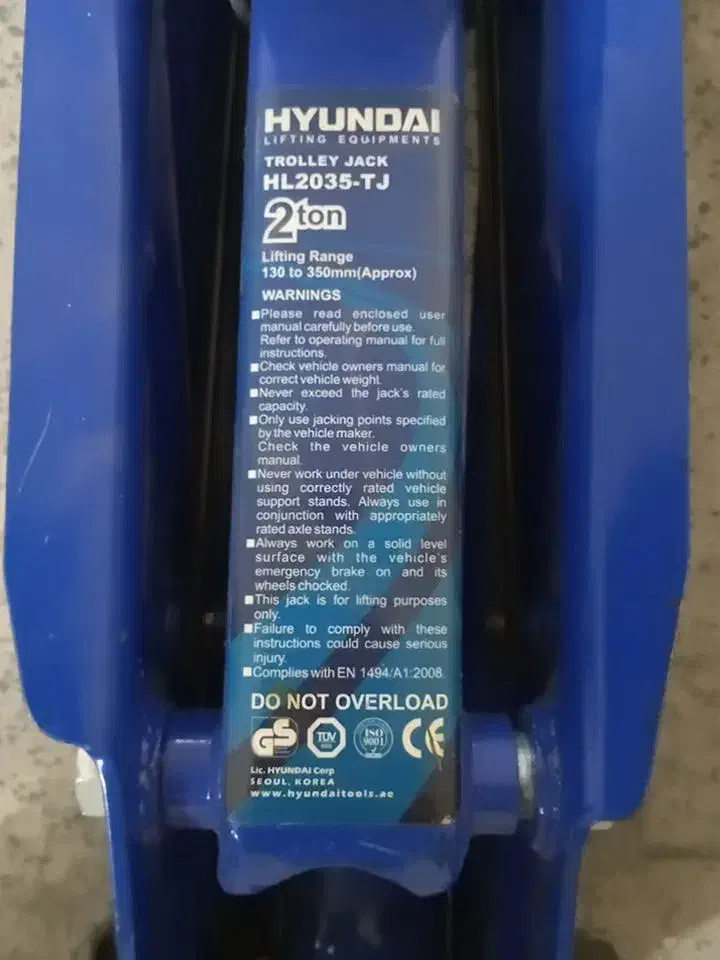 HYUNDAI
LIFTING EQUIPMENTS
TROLLEY JACK
HL2035-TJ
2ton
Lifting Range
130 to 350mm(Approx)
WARNINGS
■Please read enclosed user
manual carefully before use.
Refer to operating manual for full
instructions.
■Check vehicle owners manual for
correct vehicle weight.
■Never exceed the jack's rated
capacity.
■Only use jacking points specified
by the vehicle maker.
Check the vehicle owners
manual.
■Never work under vehicle without
using correctly rated vehicle
support stands. Always use in
conjunction with appropriately
rated axle stands.
■Always work on a solid level
surface with the vehicle's
emergency brake on and its
wheels chocked.
■This jack is for lifting purposes
only.
■Failure to comply with these
instructions could cause serious
injury.
■Complies with EN 1494/A1:2008.
DO NOT OVERLOAD
GS TUV ISO 9001 CE
Lic. HYUNDAI Corp
SEOUL, KOREA
www.hyundaitools.ae